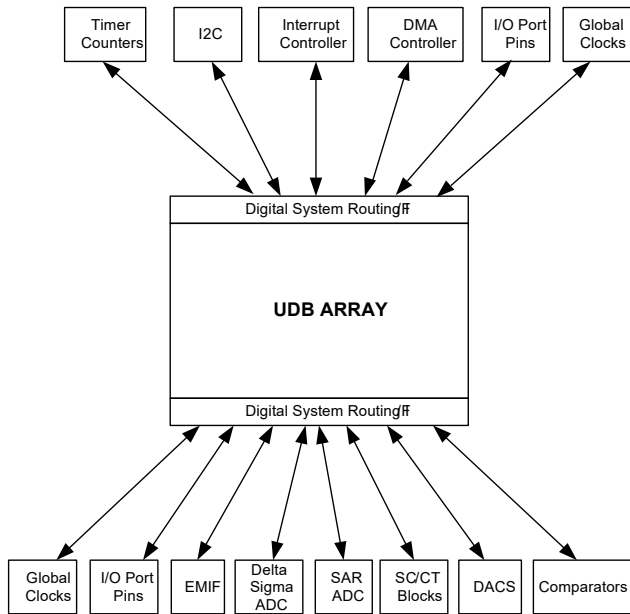 Timer
Counters
I2C
Interrupt
Controller
DMA
Controller
I/O Port
Pins
Global
Clocks
Digital System Routing I/F
UDB ARRAY
Digital System Routing I/F
Global
Clocks
I/O Port
Pins
EMIF
Delta
Sigma
ADC
SAR
ADC
SC/CT
Blocks
DACS
Comparators